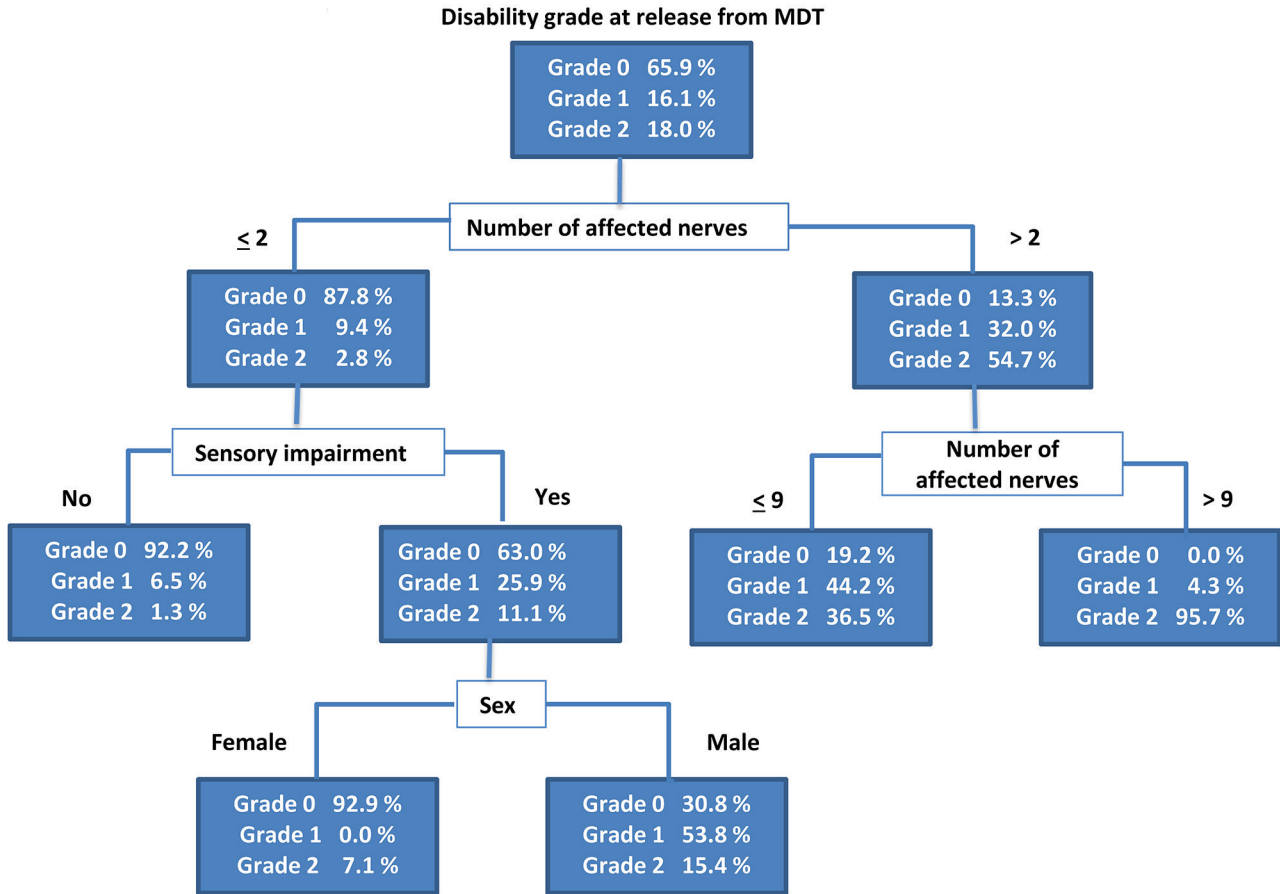 Disability grade at release from MDT
Grade 0 65.9 %
Grade 1 16.1 %
Grade 2 18.0 %
Number of affected nerves
≤ 2
> 2
Grade 0 87.8 %
Grade 1 9.4 %
Grade 2 2.8 %
Grade 0 13.3 %
Grade 1 32.0 %
Grade 2 54.7 %
Sensory impairment
Number of
affected nerves
No
Yes
≤ 9
> 9
Grade 0 92.2 %
Grade 1 6.5 %
Grade 2 1.3 %
Grade 0 63.0 %
Grade 1 25.9 %
Grade 2 11.1 %
Grade 0 19.2 %
Grade 1 44.2 %
Grade 2 36.5 %
Grade 0 0.0 %
Grade 1 4.3 %
Grade 2 95.7 %
Sex
Female
Male
Grade 0 92.9 %
Grade 1 0.0 %
Grade 2 7.1 %
Grade 0 30.8 %
Grade 1 53.8 %
Grade 2 15.4 %